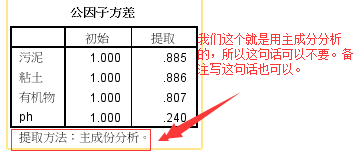 公因子方差
初始 提取
污泥 1.000 .885
粘土 1.000 .886
有机物 1.000 .807
ph 1.000 .240
提取方法：主成份分析。
我们这个就是用主成分分析
的，所以这句话可以不要。备
注写这句话也可以。